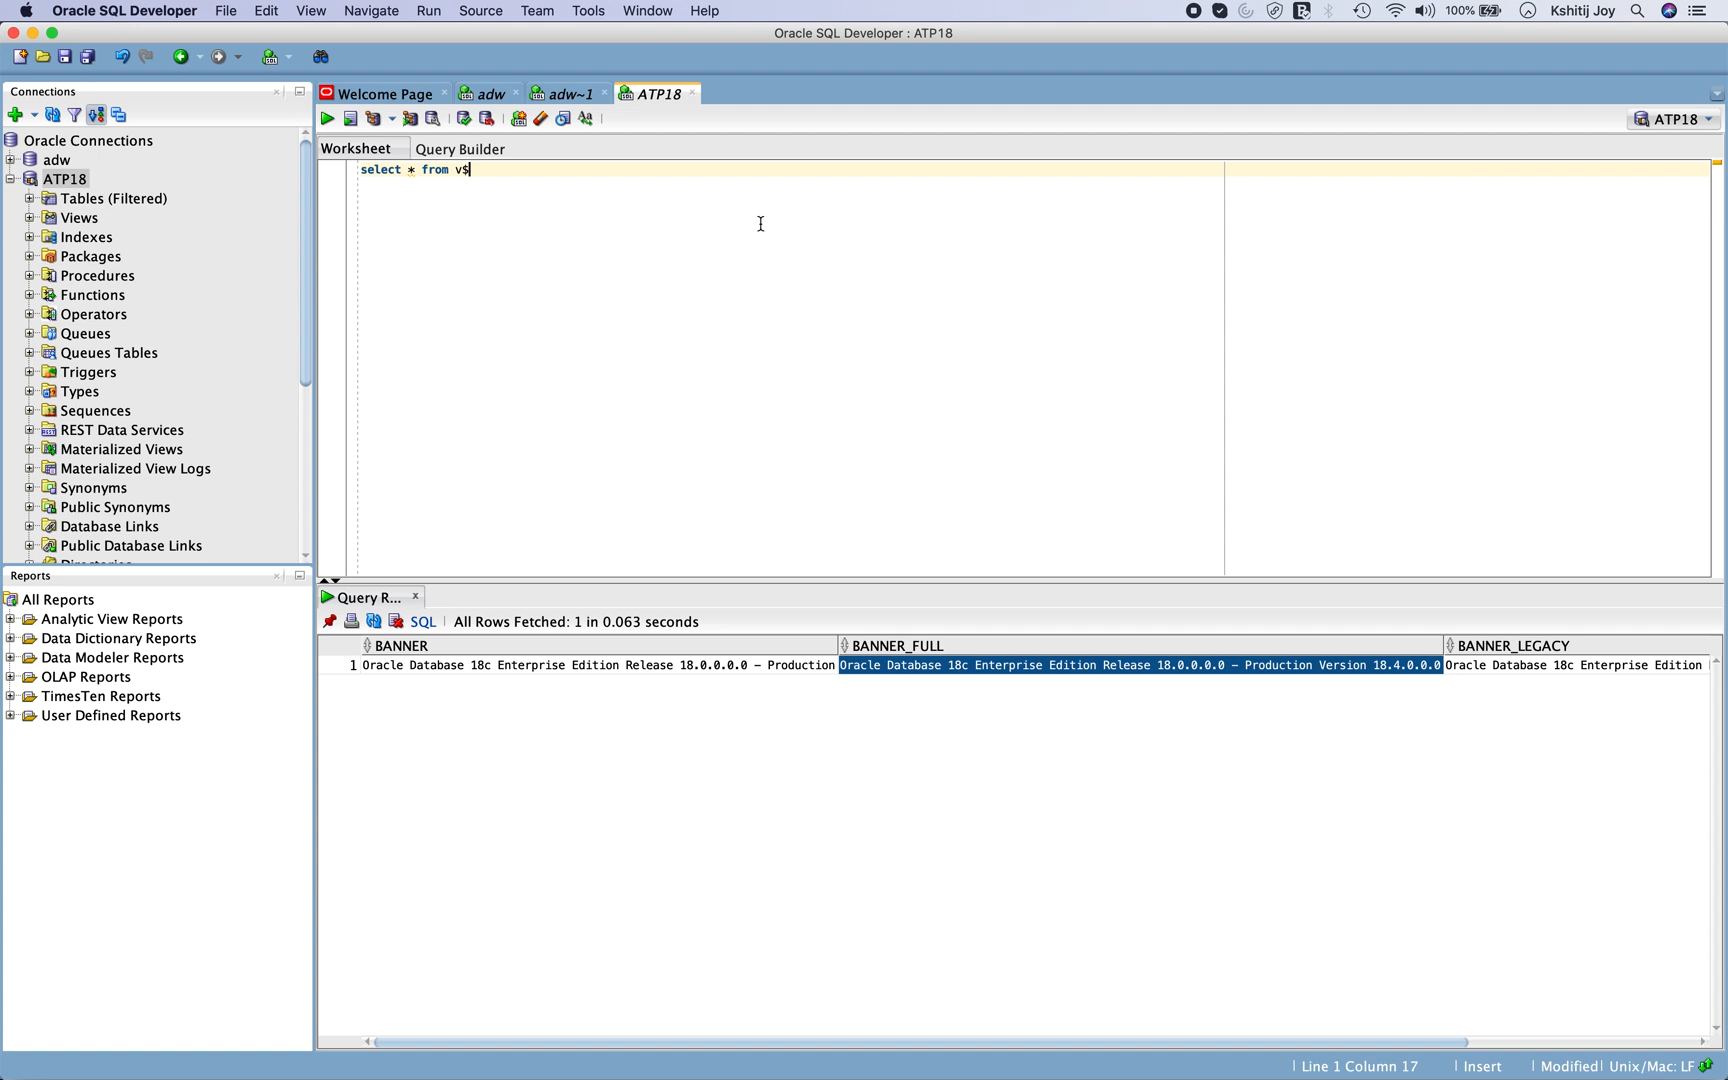 Oracle SQL Developer File Edit View Navigate Run Source Team Tools Window Help 100% Kshitij Joy
Oracle SQL Developer : ATP18
Connections
Welcome Page adw adw~1 ATP18
ATP18
Worksheet Query Builder
select * from v$
Oracle Connections
adw
ATP18
Tables (Filtered)
Views
Indexes
Packages
Procedures
Functions
Operators
Queues
Queues Tables
Triggers
Types
Sequences
REST Data Services
Materialized Views
Materialized View Logs
Synonyms
Public Synonyms
Database Links
Public Database Links
Reports
All Reports
Analytic View Reports
Data Dictionary Reports
Data Modeler Reports
OLAP Reports
TimesTen Reports
User Defined Reports
Query R...
SQL All Rows Fetched: 1 in 0.063 seconds
BANNER BANNER_FULL BANNER_LEGACY
1 Oracle Database 18c Enterprise Edition Release 18.0.0.0.0 - Production Oracle Database 18c Enterprise Edition Release 18.0.0.0.0 - Production Version 18.4.0.0.0 Oracle Database 18c Enterprise Edition
Line 1 Column 17 Insert Modified Unix/Mac: LF